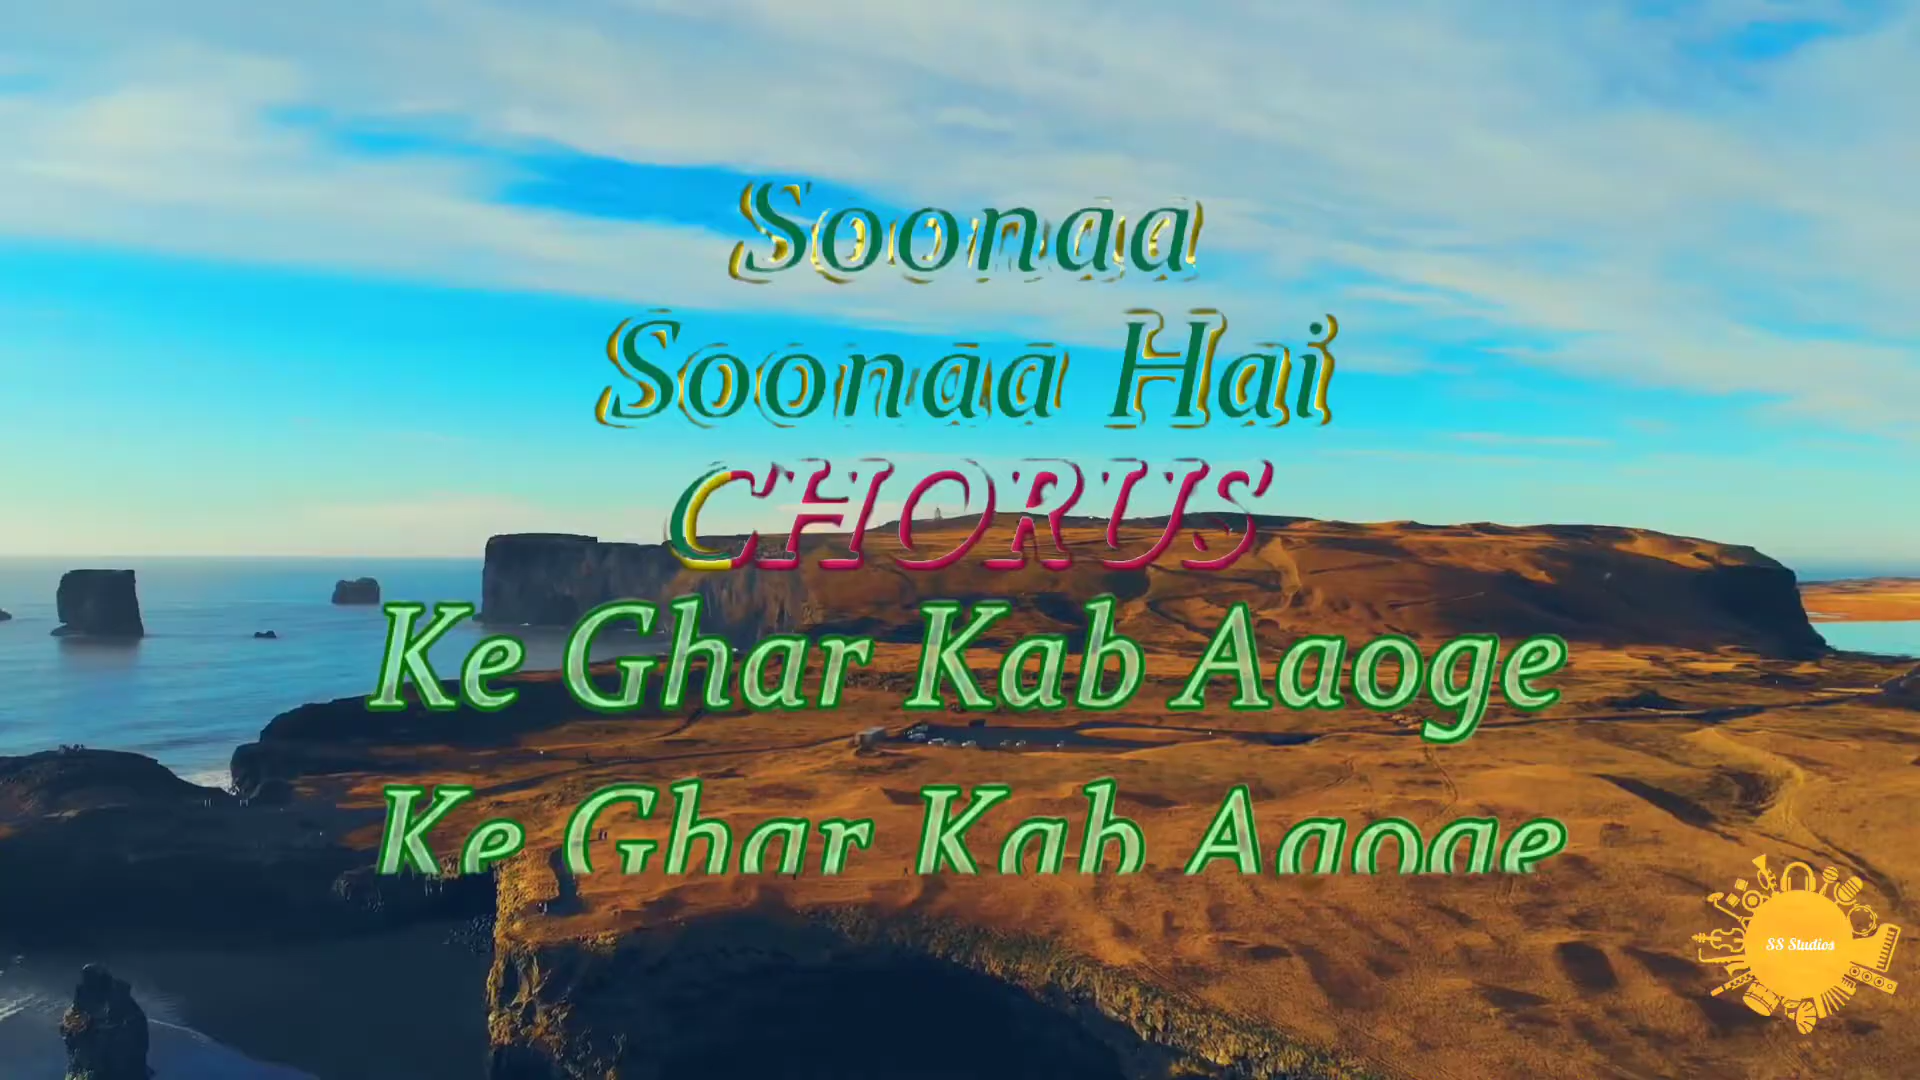 Soonaa
Soonaa Hai
CHORUS
Ke Ghar Kab Aaoge
Ke Ghar Kab Aaoge
SS Studios